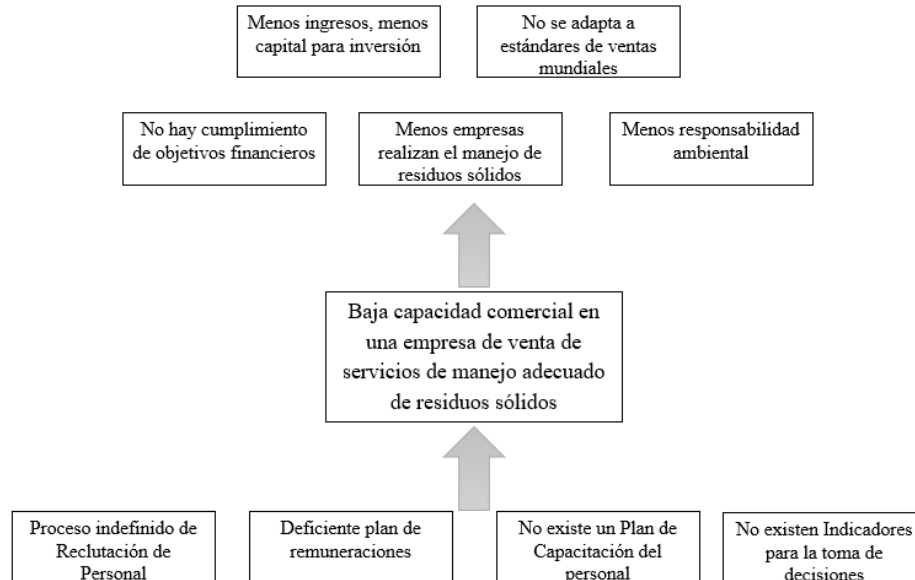 Menos ingresos, menos
capital para inversión
No se adapta a
estándares de ventas
mundiales
No hay cumplimiento
de objetivos financieros
Menos empresas
realizan el manejo de
residuos sólidos
Menos responsabilidad
ambiental
Baja capacidad comercial en
una empresa de venta de
servicios de manejo adecuado
de residuos sólidos
Proceso indefinido de
Reclutación de
Personal
Deficiente plan de
remuneraciones
No existe un Plan de
Capacitación del
personal
No existen Indicadores
para la toma de
decisiones